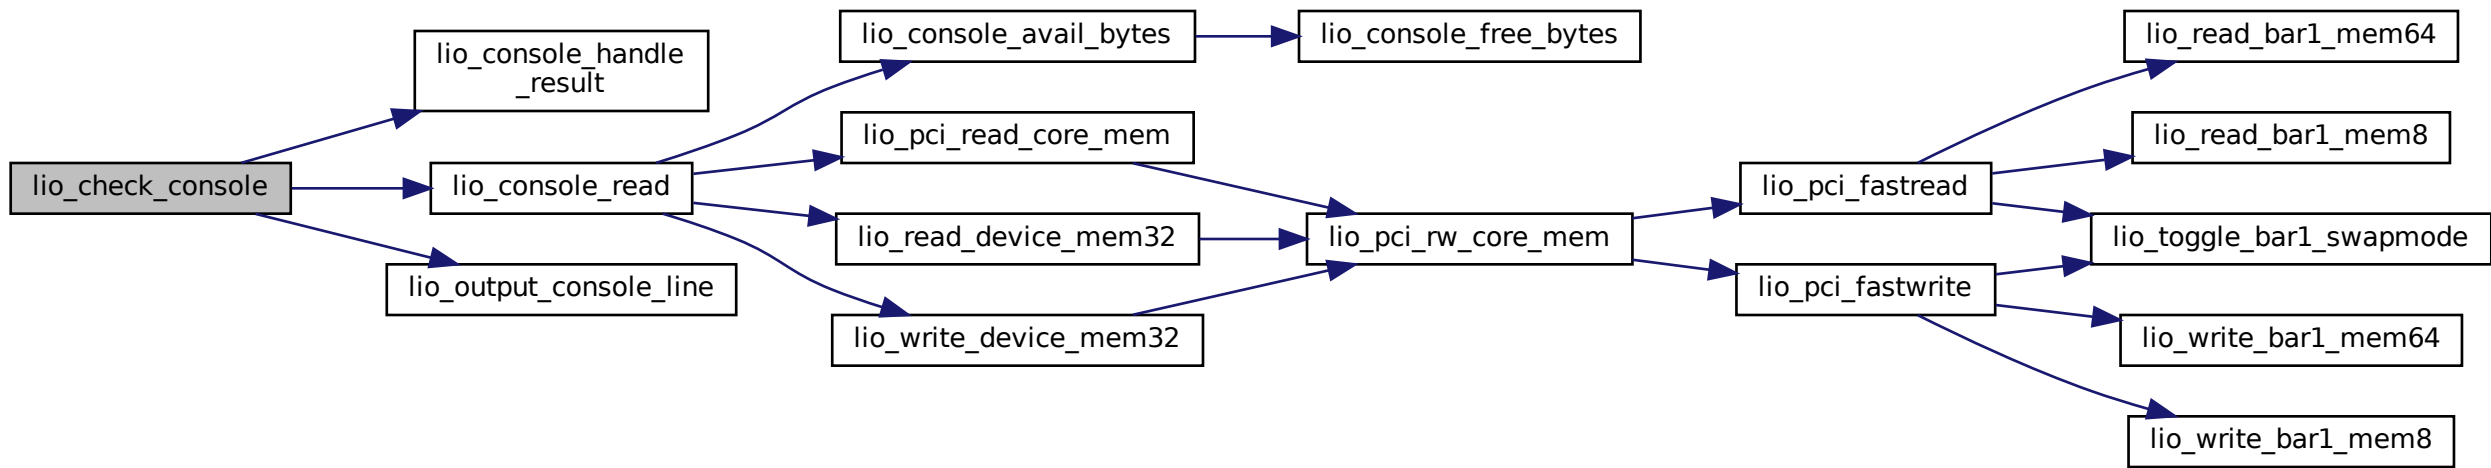 lio_check_console
lio_console_handle
_result
lio_console_read
lio_output_console_line
lio_console_avail_bytes
lio_pci_read_core_mem
lio_read_device_mem32
lio_write_device_mem32
lio_console_free_bytes
lio_pci_rw_core_mem
lio_pci_fastread
lio_pci_fastwrite
lio_read_bar1_mem64
lio_read_bar1_mem8
lio_toggle_bar1_swapmode
lio_write_bar1_mem64
lio_write_bar1_mem8